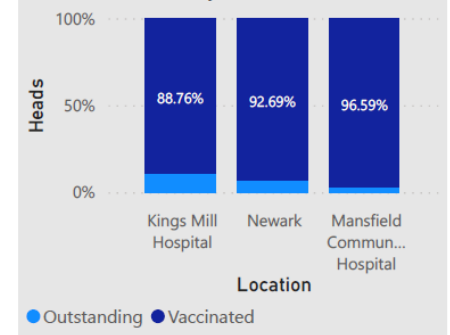 100%
50%
0%
Heads
88.76%
92.69%
96.59%
Kings Mill
Hospital
Newark
Mansfield
Commun...
Hospital
Location
Outstanding
Vaccinated